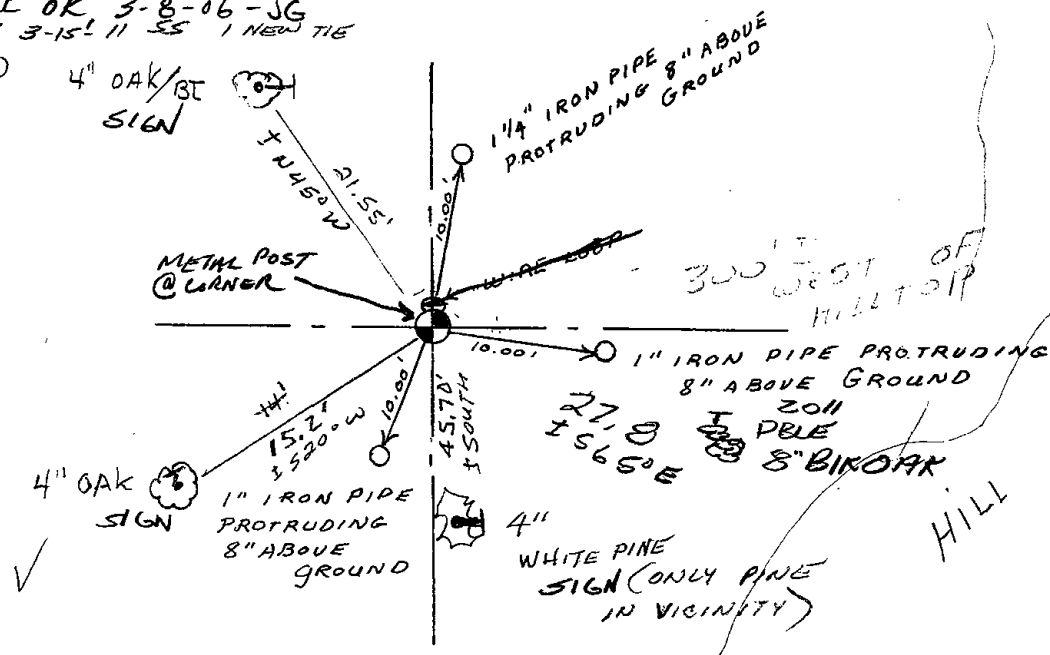 OK 3-8-06 - JG
3-15-11 SS 1 NEW TIE
4" OAK/BT
SIGN
± N45°W
21.55'
1 1/4" IRON PIPE
PROTRUDING 8" ABOVE
GROUND
10.00'
METAL POST
@ CORNER
WIRE LOOP
300' ±
WEST OF
HILLTOP
10.00'
1" IRON PIPE PROTRUDING
8" ABOVE GROUND
14'
15.2'
± S20°W
10.00'
45.70'
± SOUTH
27.8
± S65°E
2011
PBLE
8" BLK OAK
4" OAK
SIGN
1" IRON PIPE
PROTRUDING
8" ABOVE
GROUND
4"
WHITE PINE
SIGN (ONLY PINE
IN VICINITY)
HILL